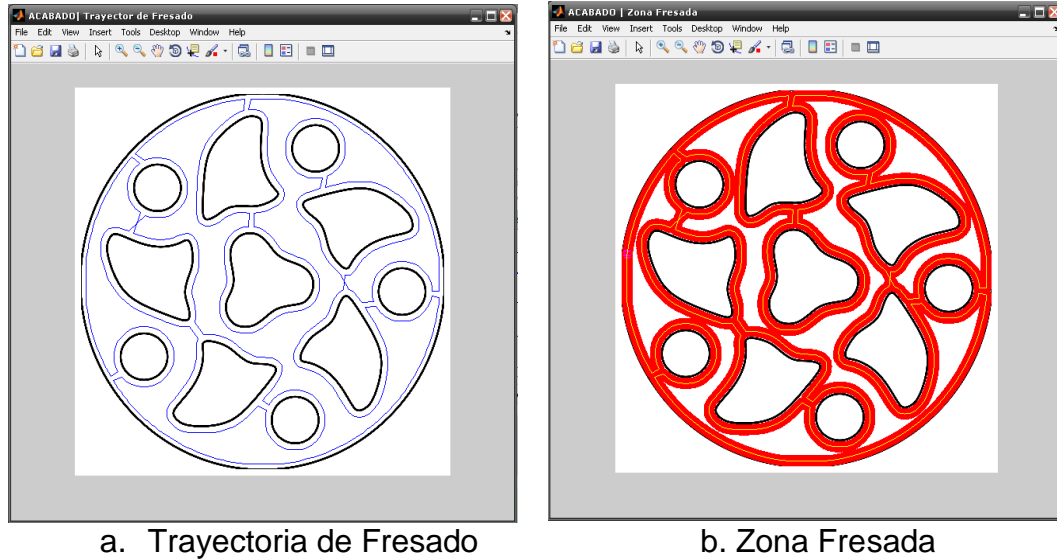 ACABADO| Trayector de Fresado
File Edit View Insert Tools Desktop Window Help
ACABADO | Zona Fresada
File Edit View Insert Tools Desktop Window Help
a. Trayectoria de Fresado
b. Zona Fresada